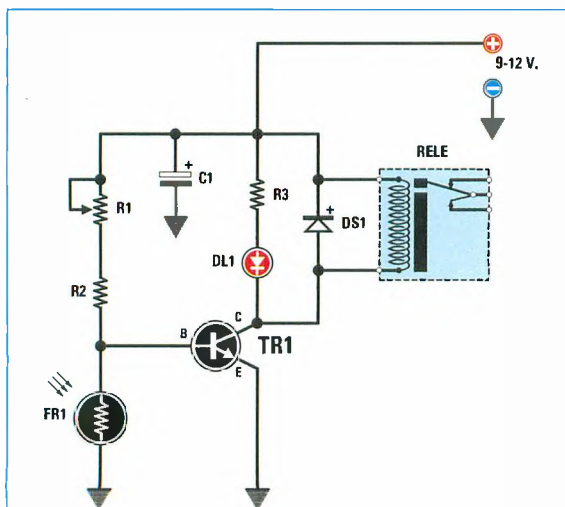 +
9-12 V.
−
RELE
+
C1
R1
R3
+
DS1
DL1
R2
C
B
TR1
E
FR1